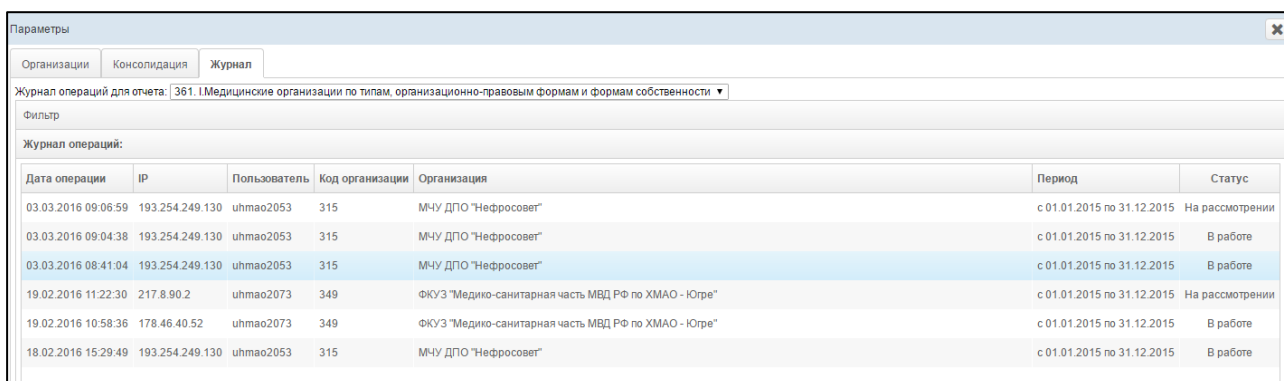 Параметры
Организации Консолидация Журнал
Журнал операций для отчета: 361. I.Медицинские организации по типам, организационно-правовым формам и формам собственности
Фильтр
Журнал операций:
Дата операции IP Пользователь Код организации Организация Период Статус
03.03.2016 09:06:59 193.254.249.130 uhmao2053 315 МЧУ ДПО "Нефросовет" с 01.01.2015 по 31.12.2015 На рассмотрении
03.03.2016 09:04:38 193.254.249.130 uhmao2053 315 МЧУ ДПО "Нефросовет" с 01.01.2015 по 31.12.2015 В работе
03.03.2016 08:41:04 193.254.249.130 uhmao2053 315 МЧУ ДПО "Нефросовет" с 01.01.2015 по 31.12.2015 В работе
19.02.2016 11:22:30 217.8.90.2 uhmao2073 349 ФКУЗ "Медико-санитарная часть МВД РФ по ХМАО - Югре" с 01.01.2015 по 31.12.2015 На рассмотрении
19.02.2016 10:58:36 178.46.40.52 uhmao2073 349 ФКУЗ "Медико-санитарная часть МВД РФ по ХМАО - Югре" с 01.01.2015 по 31.12.2015 В работе
18.02.2016 15:29:49 193.254.249.130 uhmao2053 315 МЧУ ДПО "Нефросовет" с 01.01.2015 по 31.12.2015 В работе